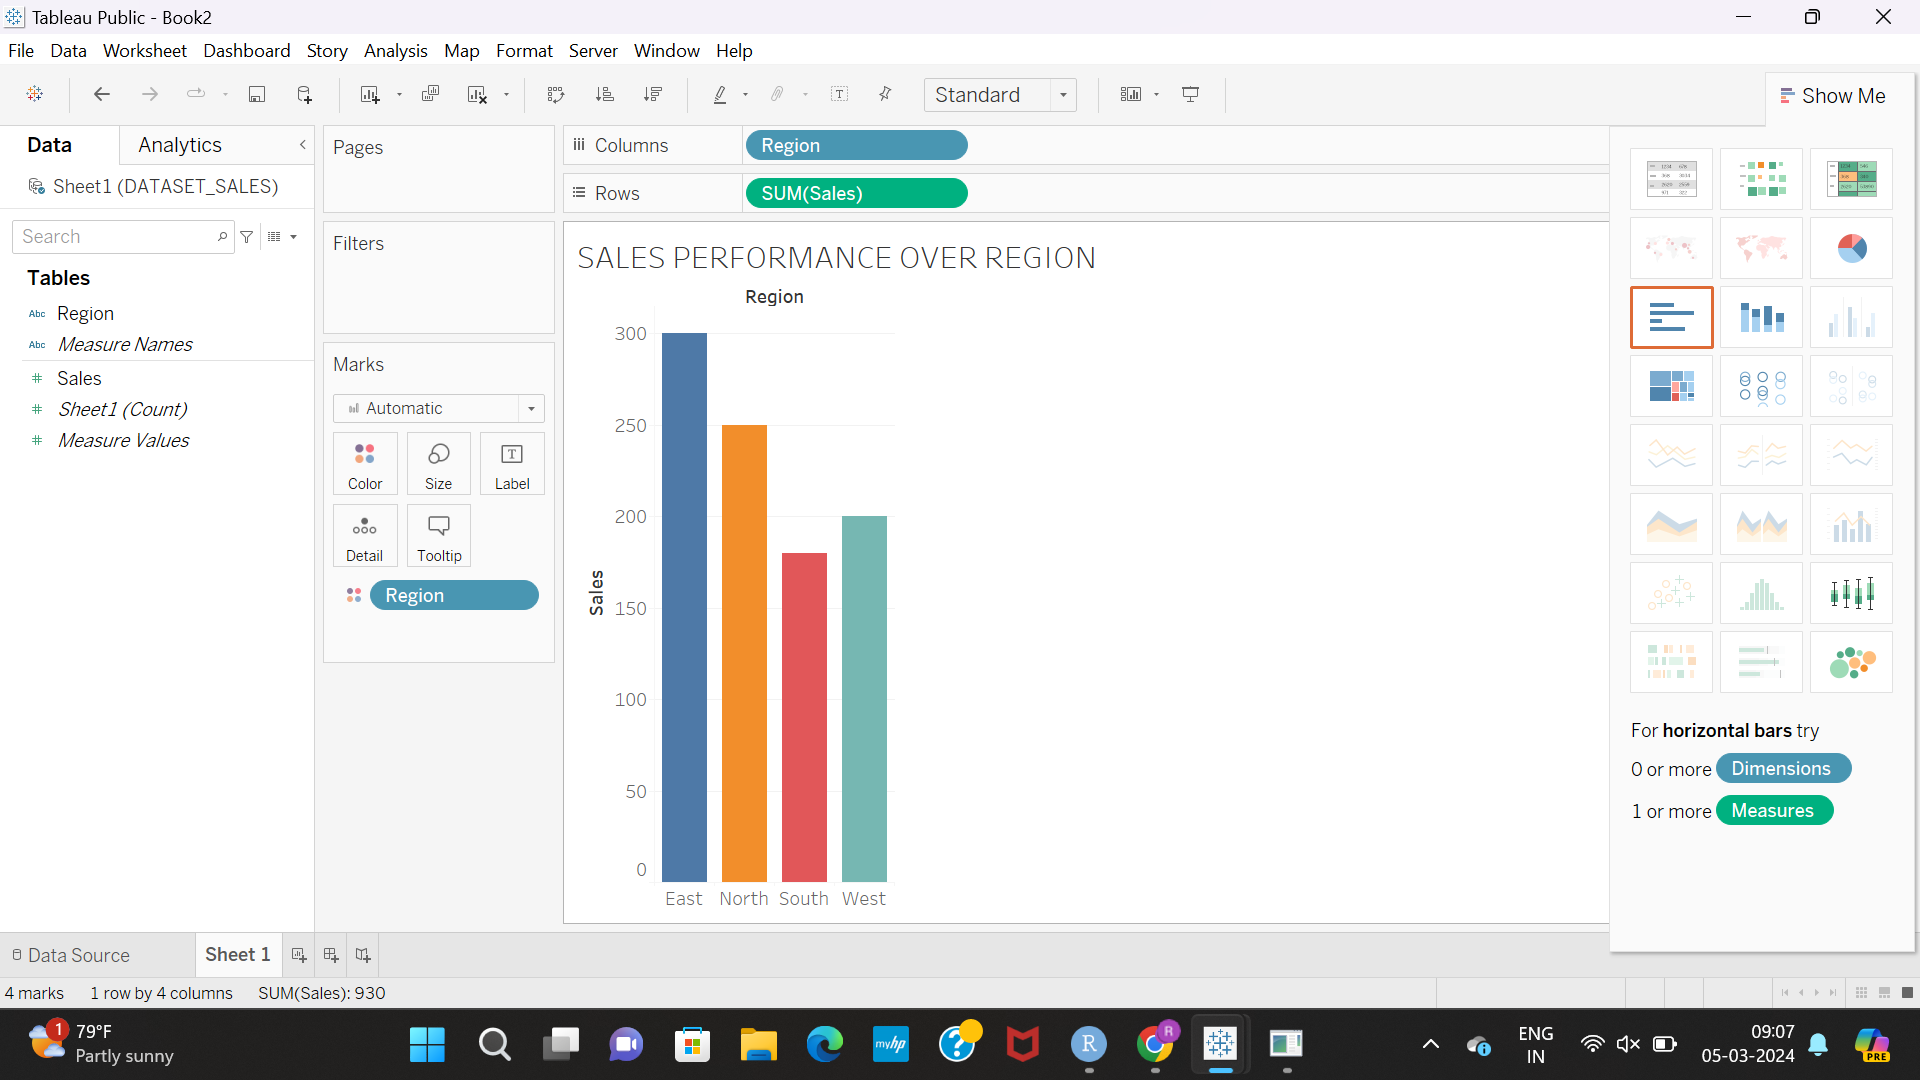 Tableau Public - Book2
File Data Worksheet Dashboard Story Analysis Map Format Server Window Help
Standard
Show Me
Data Analytics
Sheet1 (DATASET_SALES)
Search
Tables
Abc Region
Abc Measure Names
# Sales
# Sheet1 (Count)
# Measure Values
Pages
Filters
Marks
Automatic
Color Size Label
Detail Tooltip
Region
Columns Region
Rows SUM(Sales)
SALES PERFORMANCE OVER REGION
Region
300
250
200
150
100
50
0
Sales
East North South West
For horizontal bars try
0 or more Dimensions
1 or more Measures
Data Source Sheet 1
4 marks 1 row by 4 columns SUM(Sales): 930
1
79°F
Partly sunny
myhp
R
R
ENG
IN
09:07
05-03-2024
PRE